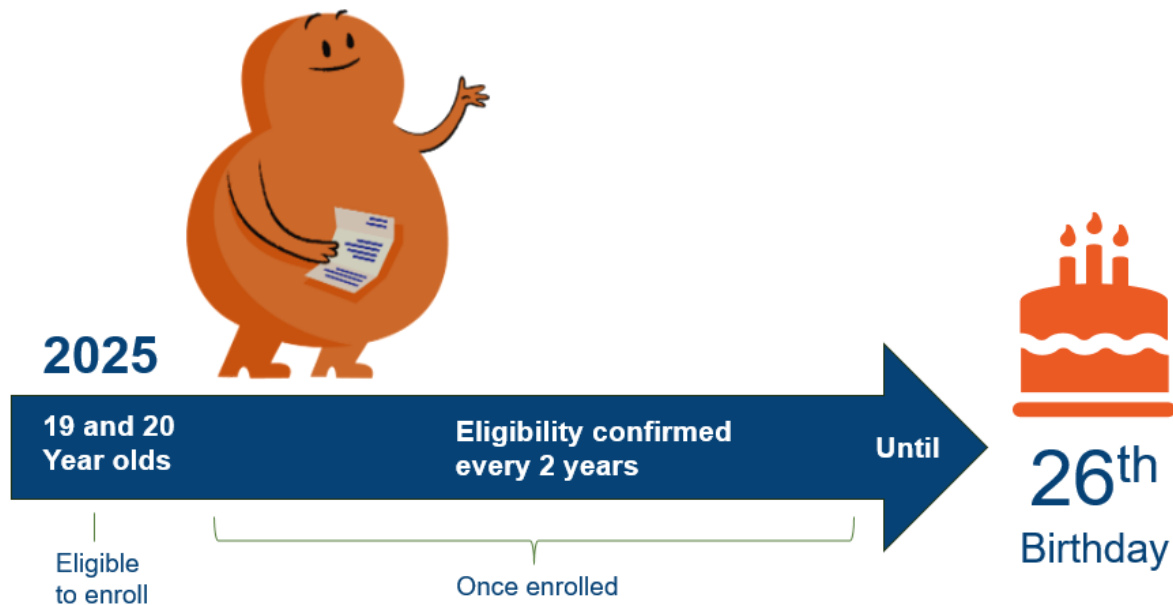 2025
19 and 20
Year olds
Eligibility confirmed
every 2 years
Until
26th
Birthday
Eligible
to enroll
Once enrolled